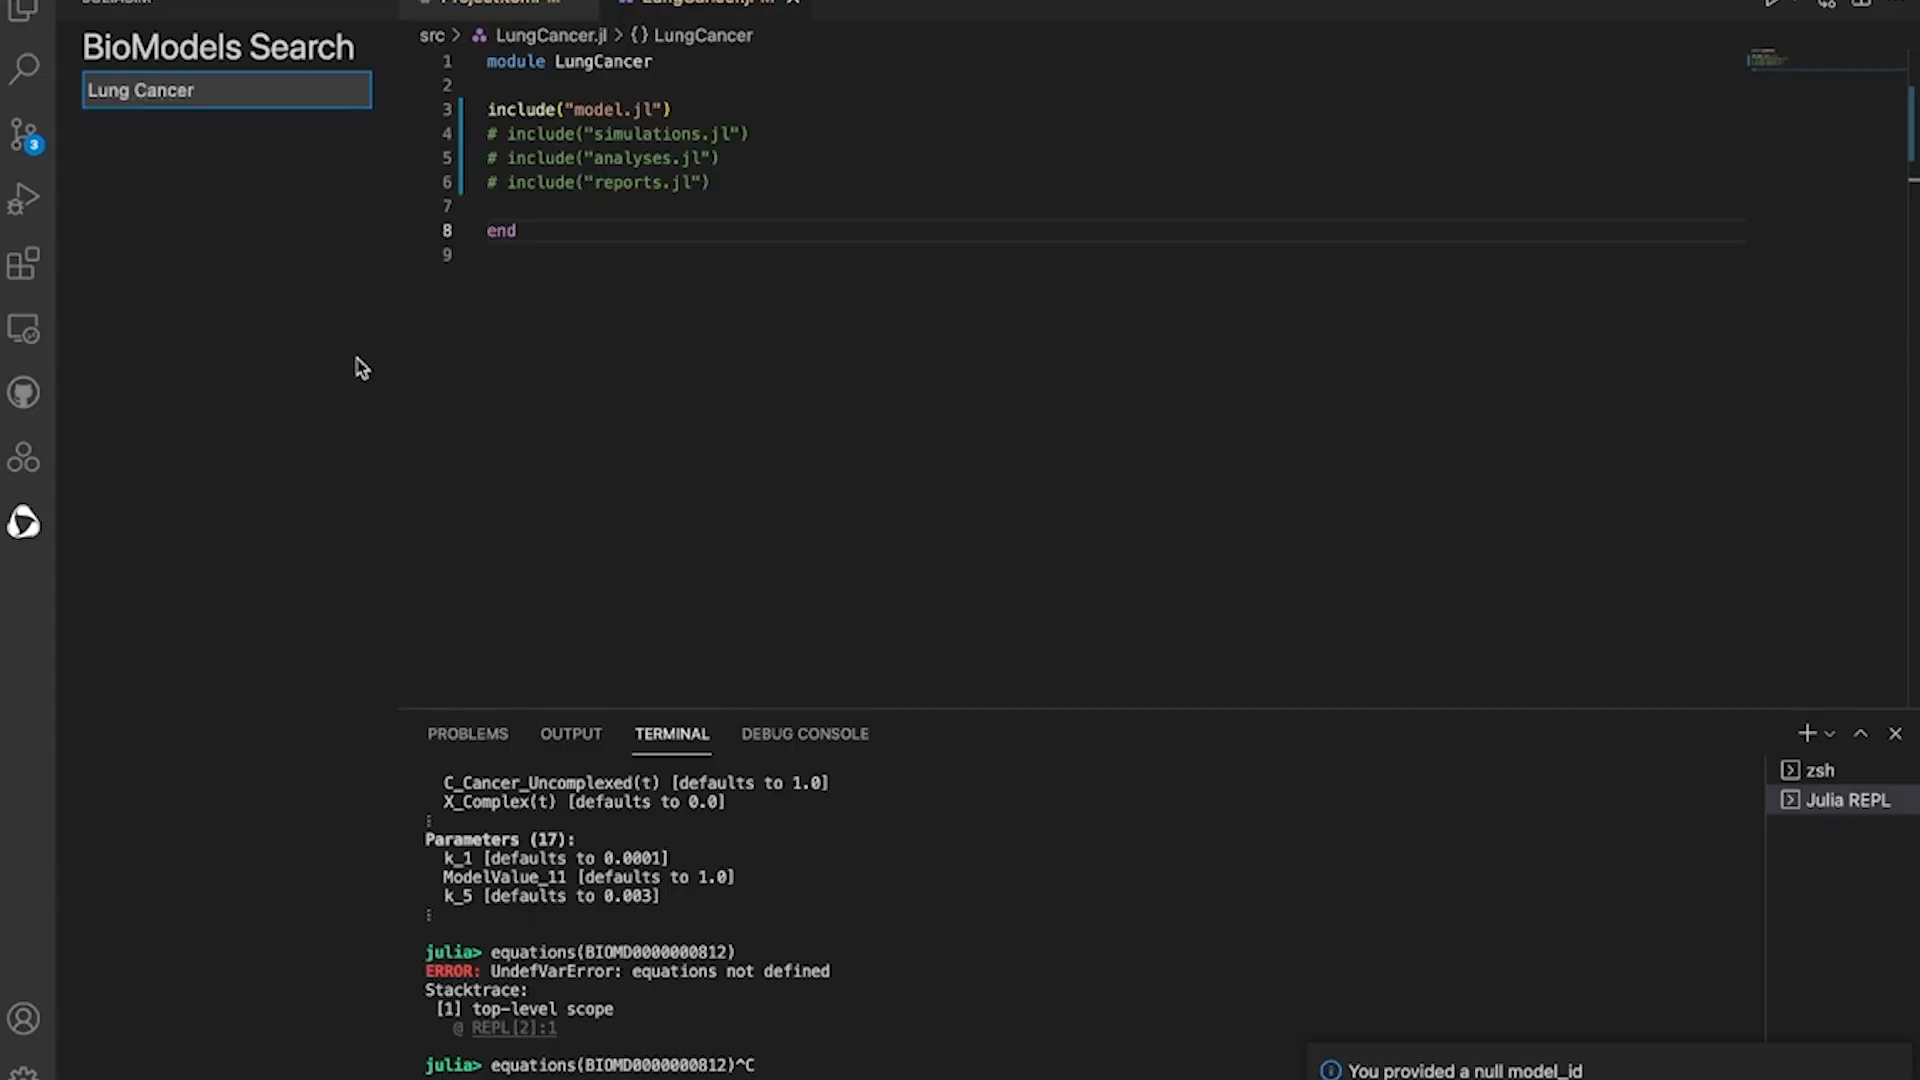 BioModels Search
Lung Cancer
3
src > LungCancer.jl > {} LungCancer
1 module LungCancer
2
3 include("model.jl")
4 # include("simulations.jl")
5 # include("analyses.jl")
6 # include("reports.jl")
7
8 end
9
PROBLEMS OUTPUT TERMINAL DEBUG CONSOLE
zsh
Julia REPL
C_Cancer_Uncomplexed(t) [defaults to 1.0]
X_Complex(t) [defaults to 0.0]
⋮
Parameters (17):
k_1 [defaults to 0.0001]
ModelValue_11 [defaults to 1.0]
k_5 [defaults to 0.003]
⋮
julia> equations(BIOMD0000000812)
ERROR: UndefVarError: equations not defined
Stacktrace:
[1] top-level scope
@ REPL[2]:1
julia> equations(BIOMD0000000812)^C
You provided a null model_id